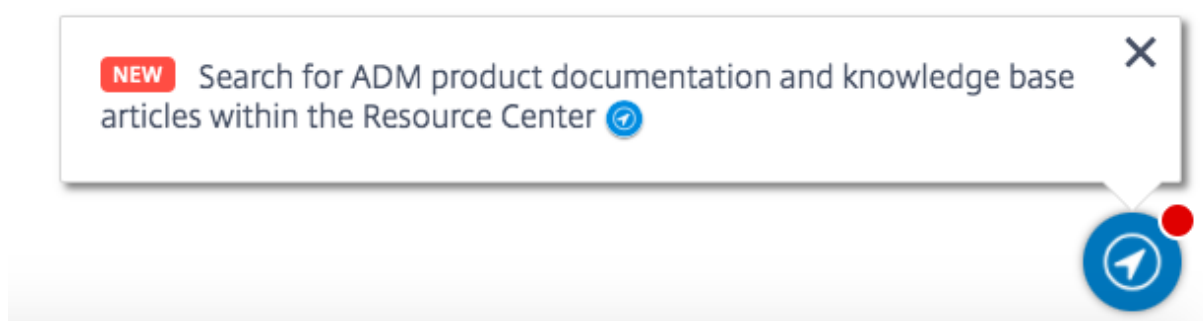 NEW Search for ADM product documentation and knowledge base
articles within the Resource Center